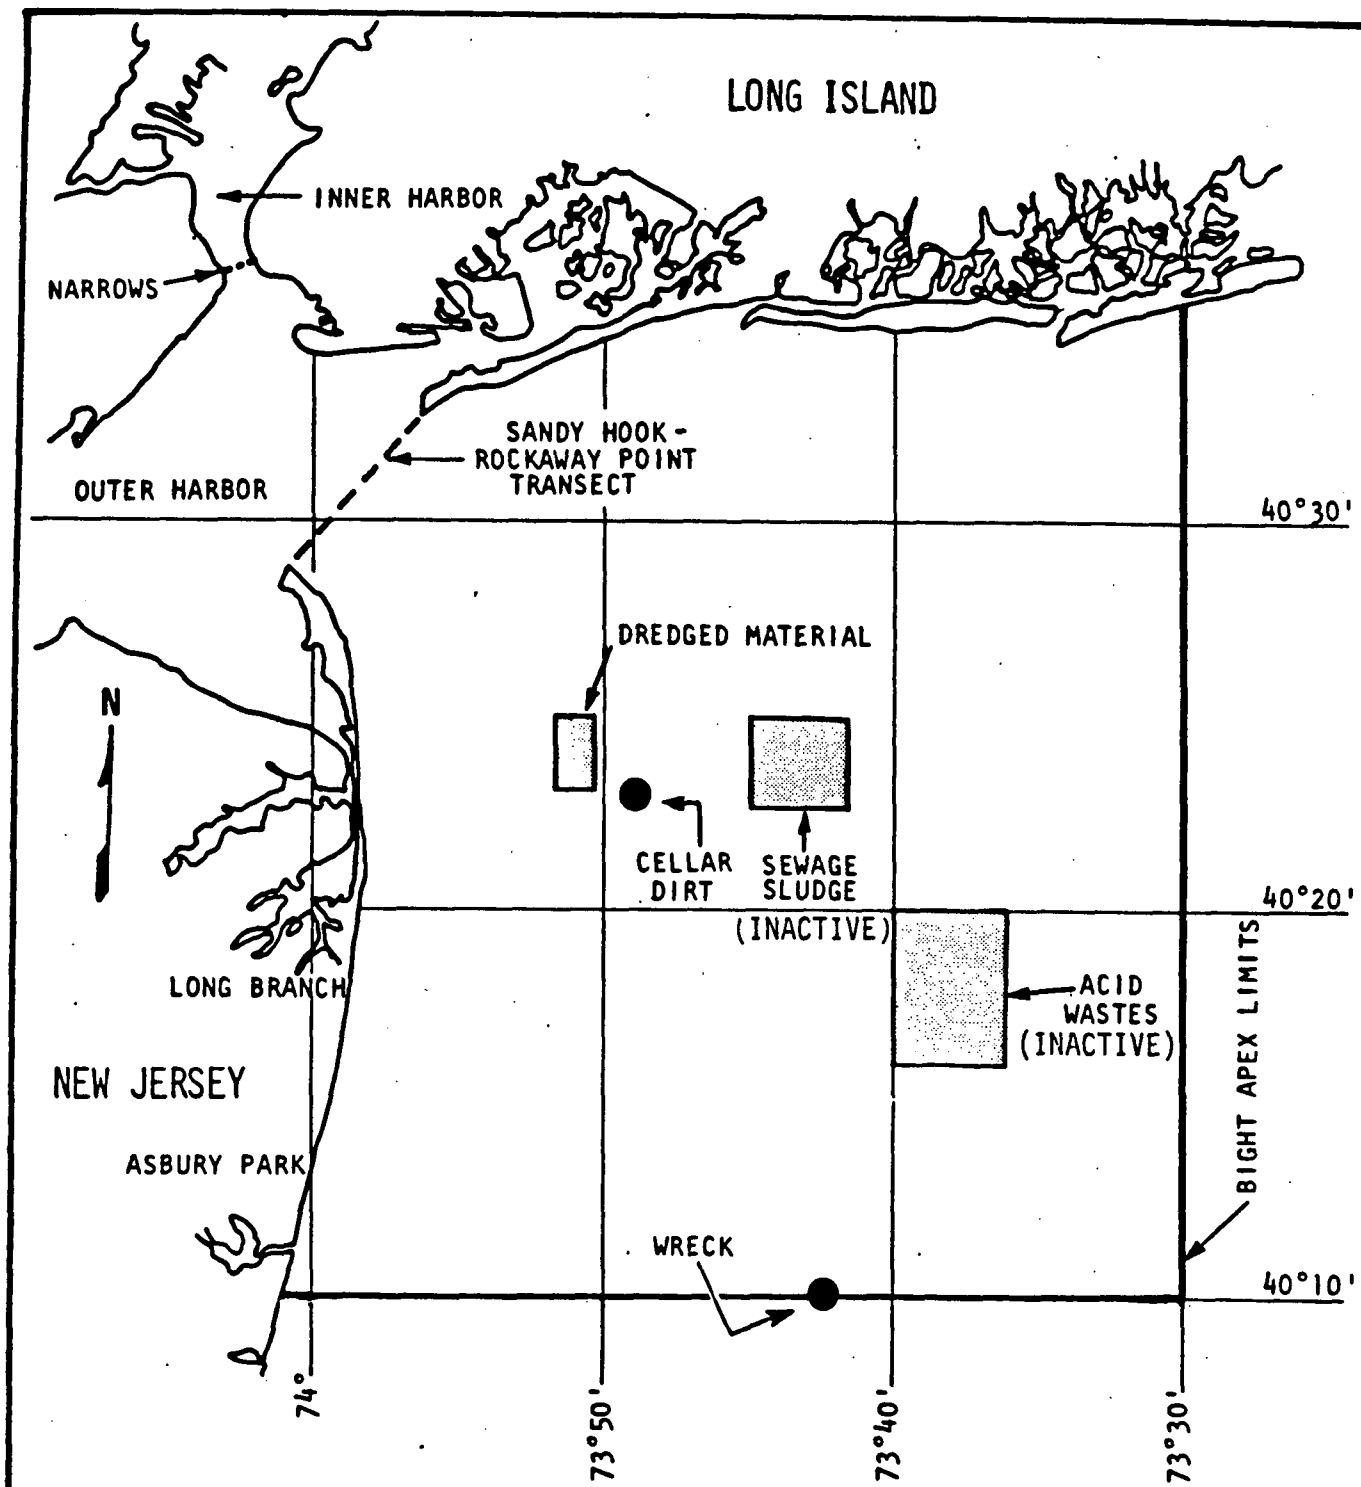 LONG ISLAND
INNER HARBOR
NARROWS
SANDY HOOK -
ROCKAWAY POINT
TRANSECT
OUTER HARBOR
40°30'
DREDGED MATERIAL
N
CELLAR
DIRT
SEWAGE
SLUDGE
(INACTIVE)
40°20'
LONG BRANCH
ACID
WASTES
(INACTIVE)
BIGHT APEX LIMITS
NEW JERSEY
ASBURY PARK
WRECK
40°10'
74°
73°50'
73°40'
73°30'